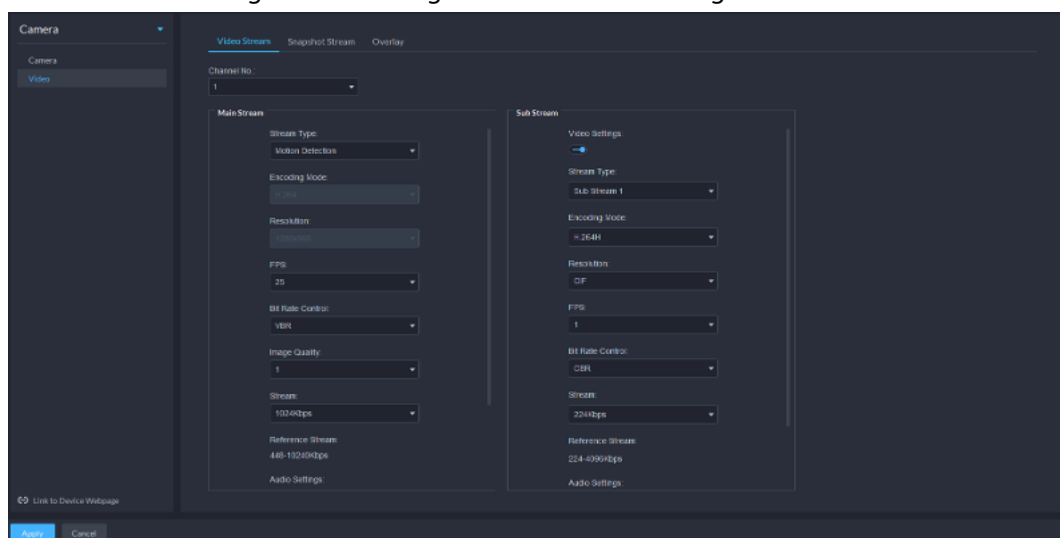 Camera
Camera
Video
Video Stream Snapshot Stream Overlay
Channel No.:
1
Main Stream
Stream Type:
Motion Detection
Encoding Mode:
H.264
Resolution:
FPS:
25
Bit Rate Control:
VBR
Image Quality:
1
Stream:
1024Kbps
Reference Stream:
448-10240Kbps
Audio Settings:
Sub Stream
Video Settings:
Stream Type:
Sub Stream 1
Encoding Mode:
H.264H
Resolution:
CIF
FPS:
1
Bit Rate Control:
CBR
Stream:
224Kbps
Reference Stream:
224-4096Kbps
Audio Settings:
Link to Device Webpage
Apply Cancel